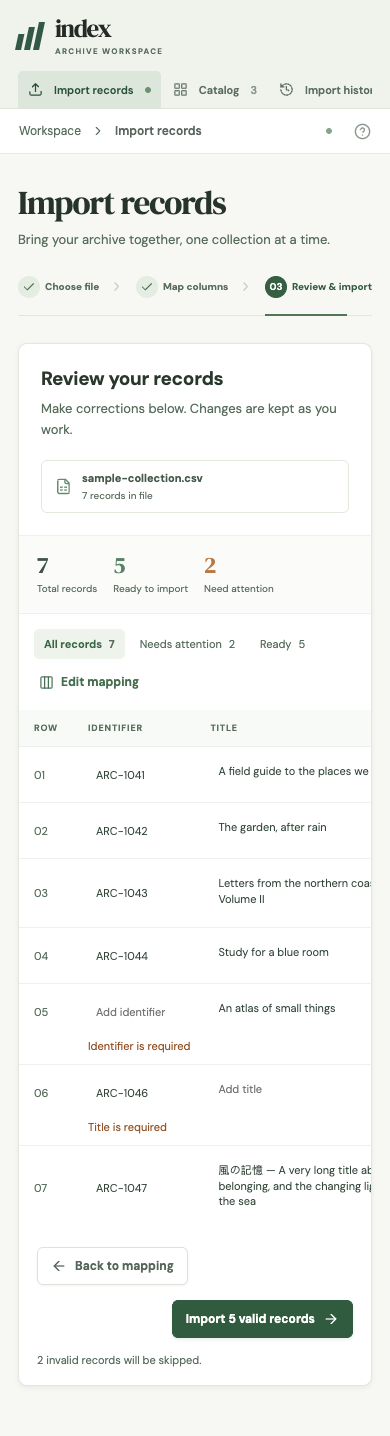 index
ARCHIVE WORKSPACE
Import records
Catalog 3
Import histor
Workspace > Import records
Import records
Bring your archive together, one collection at a time.
Choose file
Map columns
03 Review & import
Review your records
Make corrections below. Changes are kept as you
work.
sample-collection.csv
7 records in file
7 5 2
Total records Ready to import Need attention
All records 7 Needs attention 2 Ready 5
Edit mapping
ROW IDENTIFIER TITLE
01 ARC-1041 A field guide to the places we
02 ARC-1042 The garden, after rain
03 ARC-1043 Letters from the northern coas
Volume II
04 ARC-1044 Study for a blue room
05 Add identifier An atlas of small things
Identifier is required
06 ARC-1046 Add title
Title is required
07 ARC-1047 風の記憶 — A very long title ab
belonging, and the changing lig
the sea
Back to mapping
Import 5 valid records
2 invalid records will be skipped.